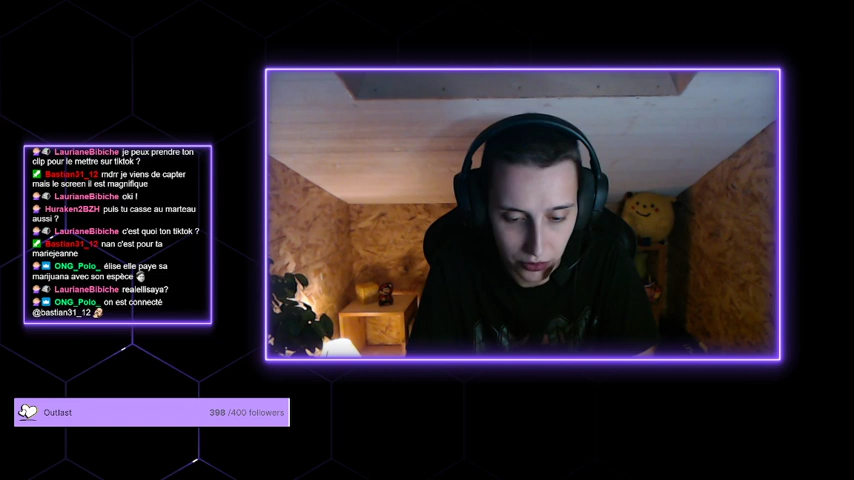 LaurianeBibiche je peux prendre ton
clip pour le mettre sur tiktok ?
Bastian31_12 mdrr je viens de capter
mais le screen il est magnifique
LaurianeBibiche oki !
Huraken2BZH puis tu casse au marteau
aussi ?
LaurianeBibiche c'est quoi ton tiktok ?
Bastian31_12 nan c'est pour ta
mariejeanne
ONG_Polo_ élise elle paye sa
marijuana avec son espèce
LaurianeBibiche realellisaya?
ONG_Polo_ on est connecté
@bastian31_12
Outlast 398 /400 followers